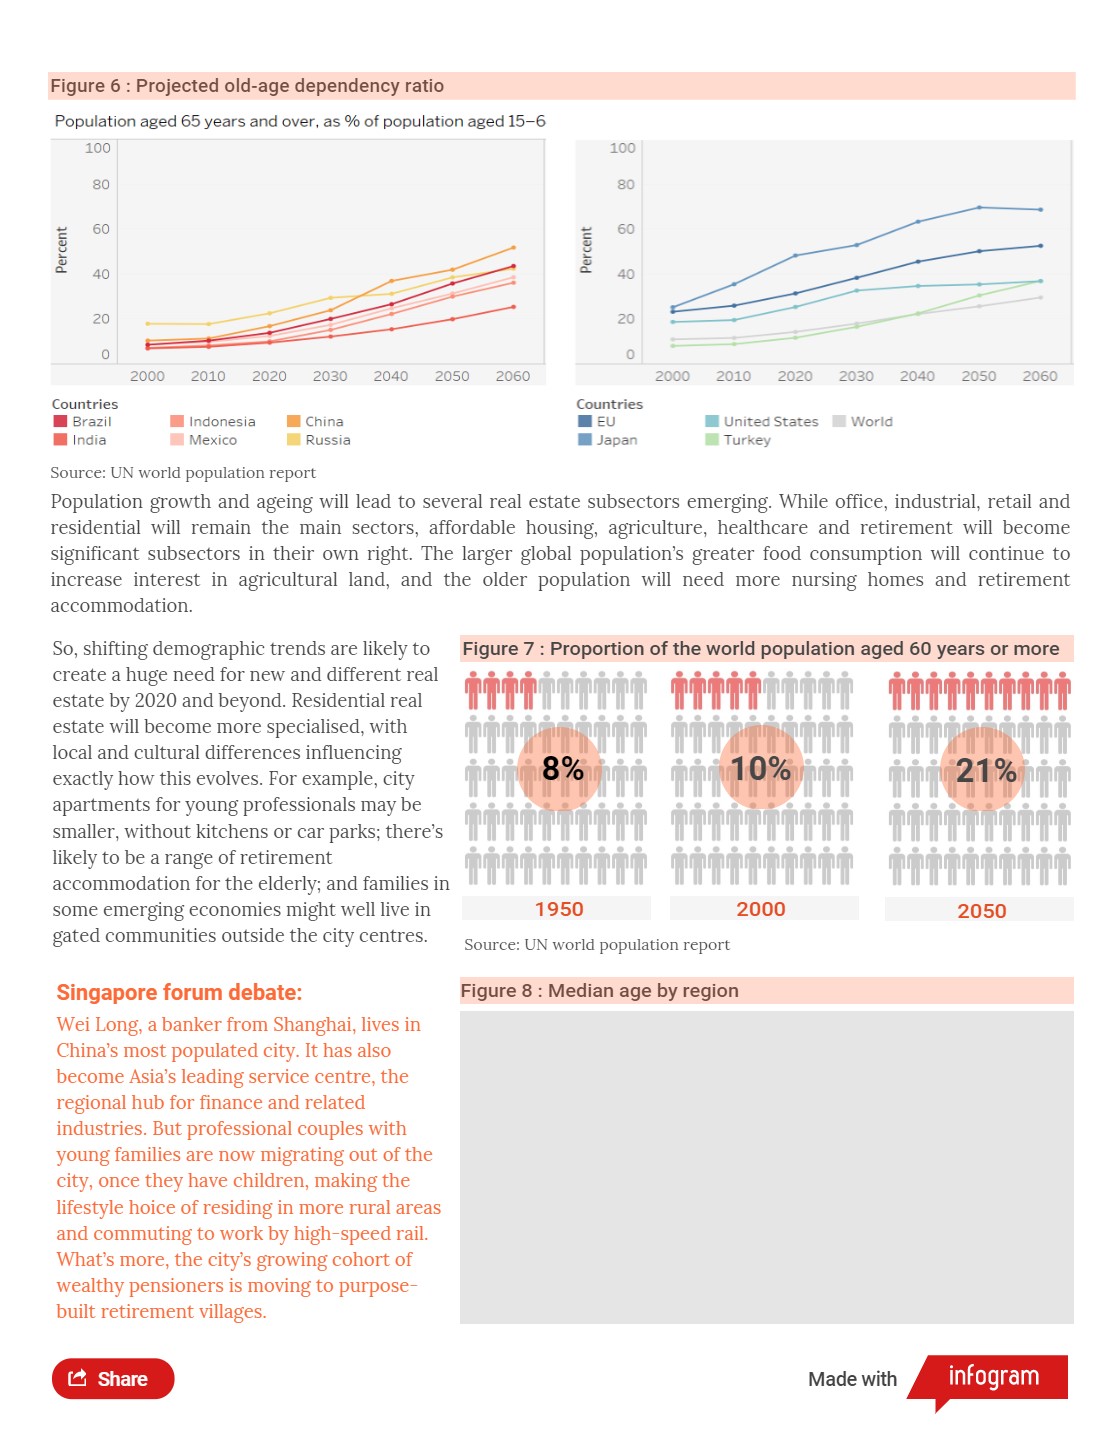 Figure 6 : Projected old-age dependency ratio
Population aged 65 years and over, as % of population aged 15–6
100
80
60
40
20
0
Percent
2000 2010 2020 2030 2040 2050 2060
Countries
Brazil Indonesia China
India Mexico Russia
100
80
60
40
20
0
Percent
2000 2010 2020 2030 2040 2050 2060
Countries
EU United States World
Japan Turkey
Source: UN world population report
Population growth and ageing will lead to several real estate subsectors emerging. While office, industrial, retail and
residential will remain the main sectors, affordable housing, agriculture, healthcare and retirement will become
significant subsectors in their own right. The larger global population's greater food consumption will continue to
increase interest in agricultural land, and the older population will need more nursing homes and retirement
accommodation.
So, shifting demographic trends are likely to
create a huge need for new and different real
estate by 2020 and beyond. Residential real
estate will become more specialised, with
local and cultural differences influencing
exactly how this evolves. For example, city
apartments for young professionals may be
smaller, without kitchens or car parks; there's
likely to be a range of retirement
accommodation for the elderly; and families in
some emerging economies might well live in
gated communities outside the city centres.
Figure 7 : Proportion of the world population aged 60 years or more
8% 10% 21%
1950 2000 2050
Source: UN world population report
Singapore forum debate:
Wei Long, a banker from Shanghai, lives in
China's most populated city. It has also
become Asia's leading service centre, the
regional hub for finance and related
industries. But professional couples with
young families are now migrating out of the
city, once they have children, making the
lifestyle hoice of residing in more rural areas
and commuting to work by high-speed rail.
What's more, the city's growing cohort of
wealthy pensioners is moving to purpose-
built retirement villages.
Figure 8 : Median age by region
Share
Made with infogram